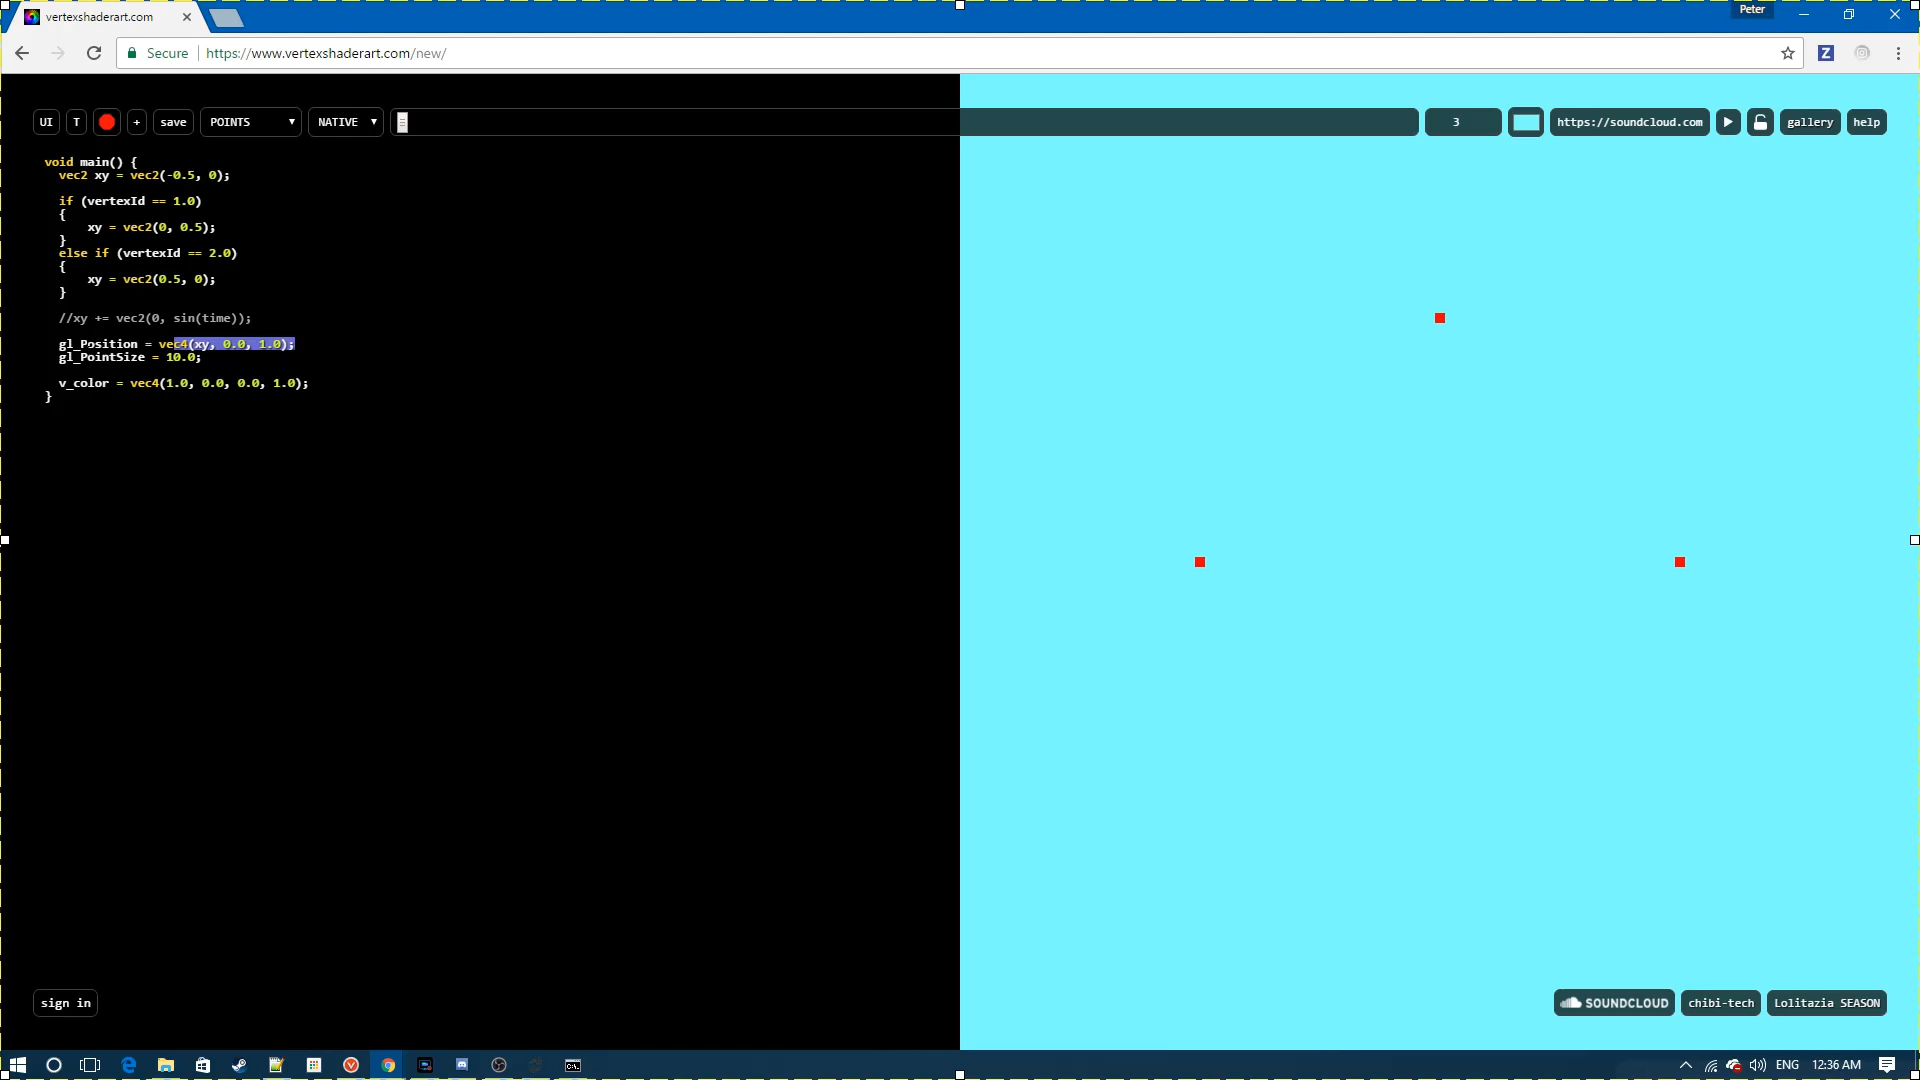 vertexshaderart.com
Peter
Secure
https://www.vertexshaderart.com/new/
Z
UI T + save POINTS NATIVE 3 https://soundcloud.com gallery help
void main() {
vec2 xy = vec2(-0.5, 0);
if (vertexId == 1.0)
{
xy = vec2(0, 0.5);
}
else if (vertexId == 2.0)
{
xy = vec2(0.5, 0);
}
//xy += vec2(0, sin(time));
gl_Position = vec4(xy, 0.0, 1.0);
gl_PointSize = 10.0;
v_color = vec4(1.0, 0.0, 0.0, 1.0);
}
sign in
SOUNDCLOUD chibi-tech Lolitazia SEASON
ENG 12:36 AM